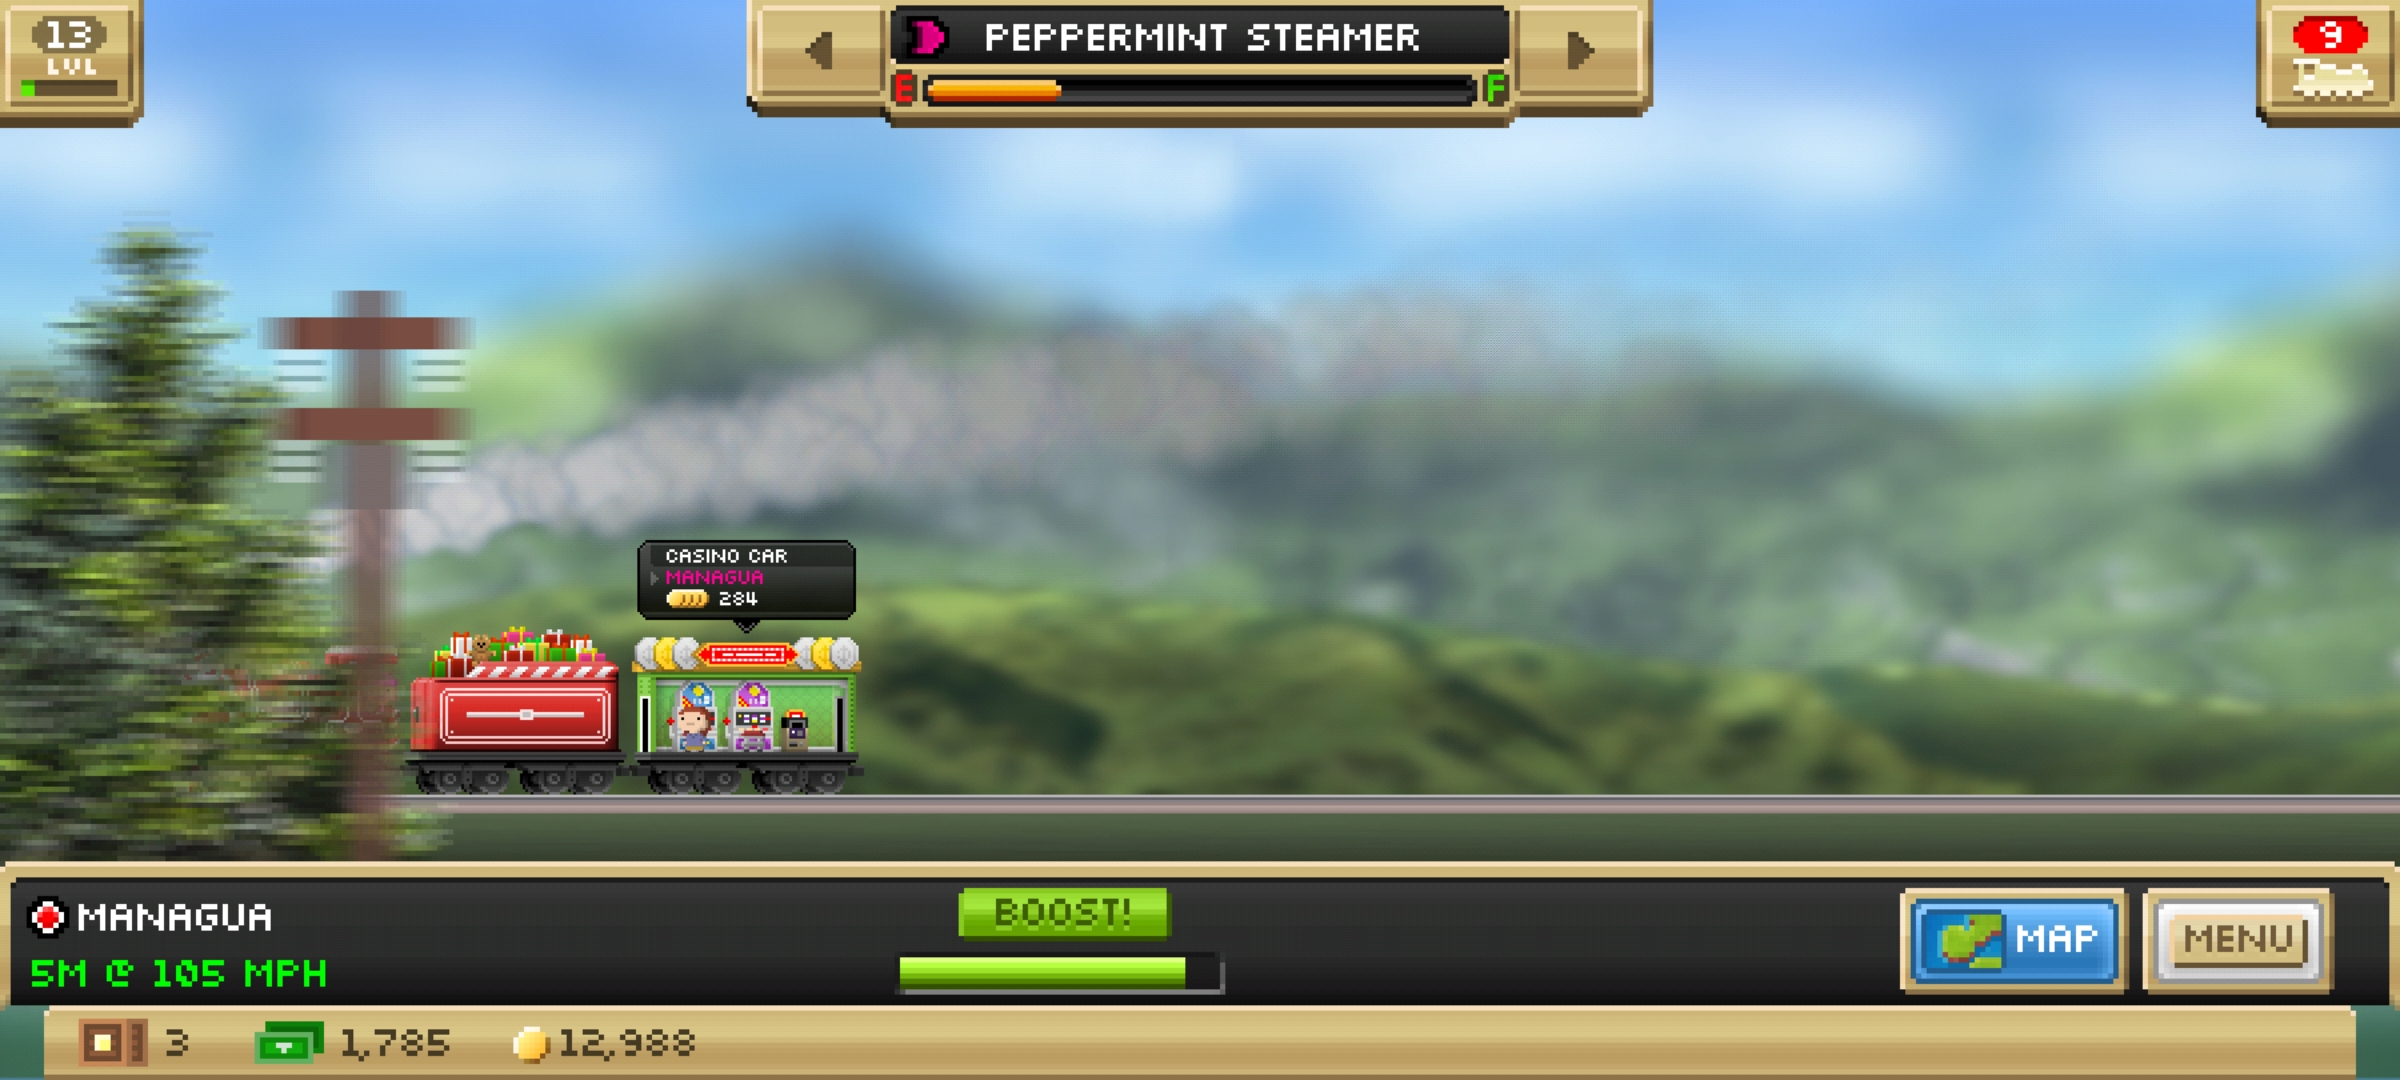 13
LVL
PEPPERMINT STEAMER
E F
9
CASINO CAR
MANAGUA
284
MANAGUA
5M @ 105 MPH
BOOST!
MAP
MENU
3
1,785
12,988